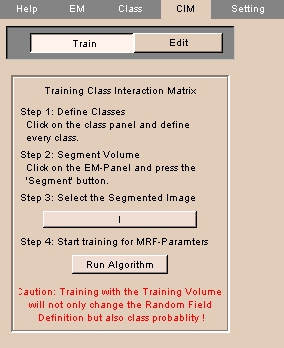 Help EM Class CIM Setting
Train Edit
Training Class Interaction Matrix
Step 1: Define Classes
Click on the class panel and define
every class.
Step 2: Segment Volume
Click on the EM-Panel and press the
'Segment' button.
Step 3: Select the Segmented Image
Step 4: Start training for MRF-Paramters
Run Algorithm
Caution: Training with the Training Volume
will not only change the Random Field
Definition but also class probablity !